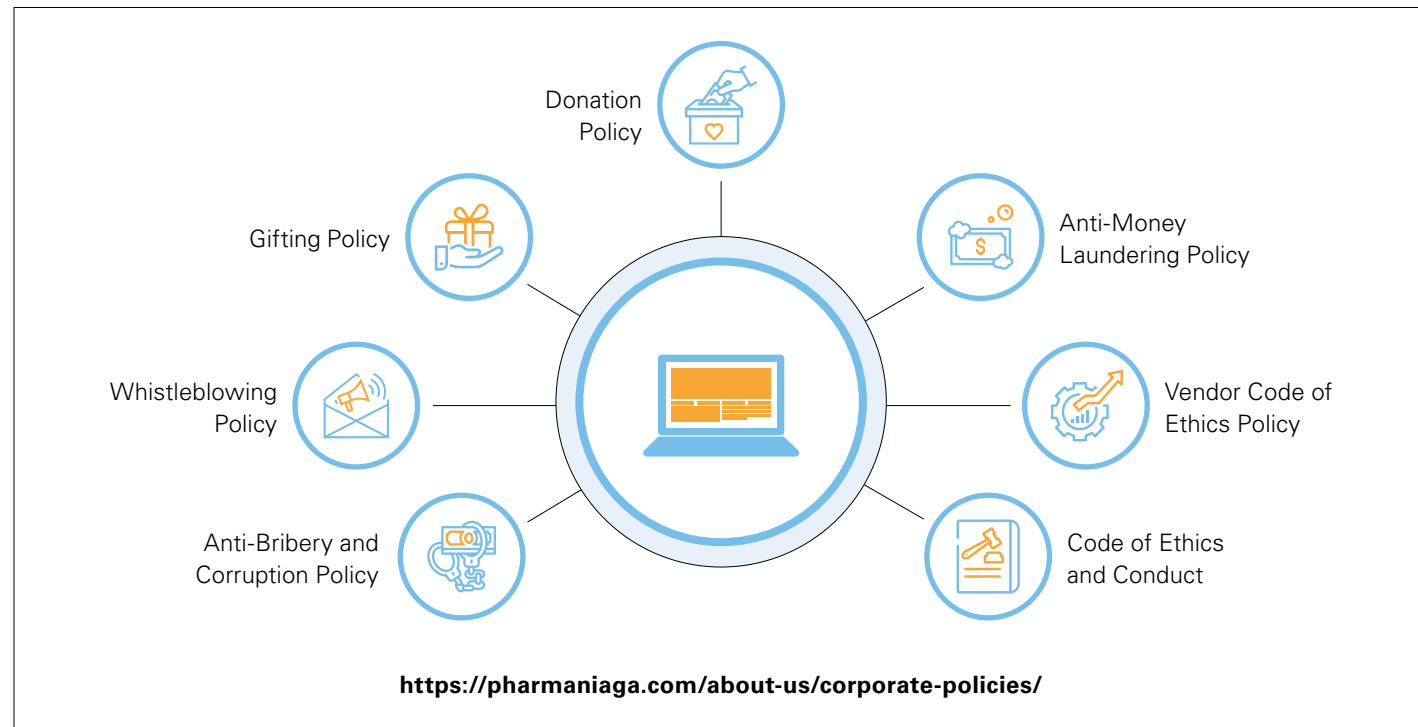 Donation
Policy
Gifting Policy
Anti-Money
Laundering Policy
Whistleblowing
Policy
Vendor Code of
Ethics Policy
Anti-Bribery and
Corruption Policy
Code of Ethics
and Conduct
$
https://pharmaniaga.com/about-us/corporate-policies/